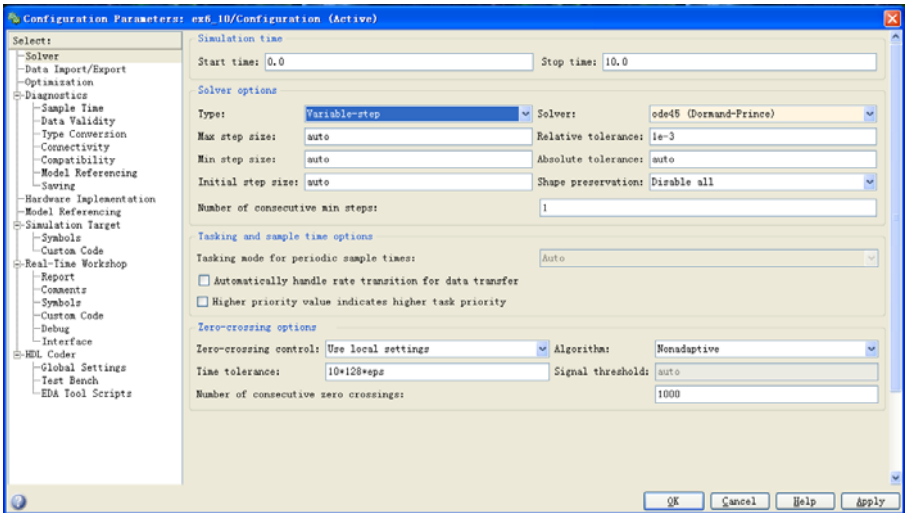 Configuration Parameters: ex6_10/Configuration (Active)
Select:
Solver
Data Import/Export
Optimization
Diagnostics
Sample Time
Data Validity
Type Conversion
Connectivity
Compatibility
Model Referencing
Saving
Hardware Implementation
Model Referencing
Simulation Target
Symbols
Custom Code
Real-Time Workshop
Report
Comments
Symbols
Custom Code
Debug
Interface
HDL Coder
Global Settings
Test Bench
EDA Tool Scripts
Simulation time
Start time: 0.0 Stop time: 10.0
Solver options
Type: Variable-step Solver: ode45 (Dormand-Prince)
Max step size: auto Relative tolerance: 1e-3
Min step size: auto Absolute tolerance: auto
Initial step size: auto Shape preservation: Disable all
Number of consecutive min steps: 1
Tasking and sample time options
Tasking mode for periodic sample times: Auto
Automatically handle rate transition for data transfer
Higher priority value indicates higher task priority
Zero-crossing options
Zero-crossing control: Use local settings Algorithm: Nonadaptive
Time tolerance: 10*128*eps Signal threshold: auto
Number of consecutive zero crossings: 1000
OK Cancel Help Apply